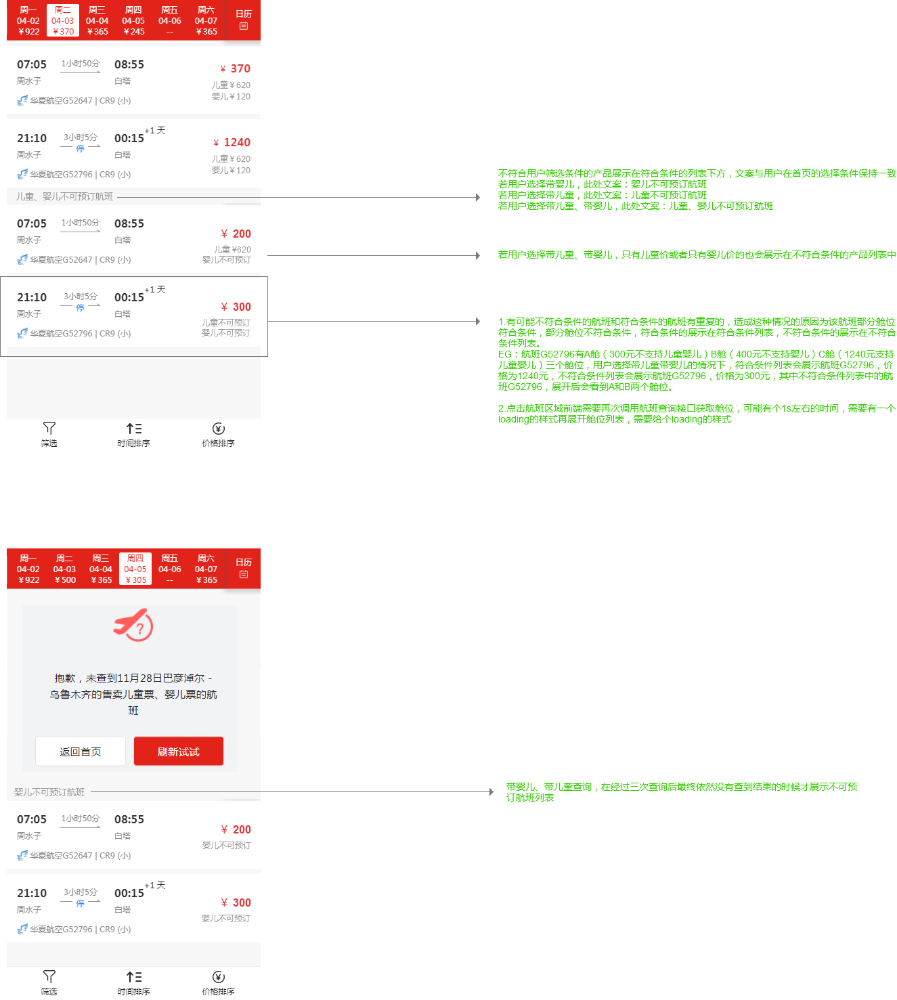 周一 周二 周三 周四 周五 周六 日历
04-02 04-03 04-04 04-05 04-06 04-07
￥922 ￥370 ￥365 ￥245 -- ￥365
07:05 1小时50分 08:55 ￥ 370
周水子 白塔 儿童￥620
婴儿￥120
华夏航空G52647 | CR9 (小)
21:10 3小时5分 停 00:15 +1 天 ￥ 1240
周水子 白塔 儿童￥620
婴儿￥120
华夏航空G52796 | CR9 (小)
儿童、婴儿不可预订航班
不符合用户筛选条件的产品展示在符合条件的列表下方，文案与用户在首页的选择条件保持一致
若用户选择带婴儿，此处文案：婴儿不可预订航班
若用户选择带儿童，此处文案：儿童不可预订航班
若用户选择带儿童、带婴儿，此处文案：儿童、婴儿不可预订航班
07:05 1小时50分 08:55 ￥ 200
周水子 白塔 儿童 ¥620
华夏航空G52647 | CR9 (小) 婴儿不可预订
若用户选择带儿童、带婴儿，只有儿童价或者只有婴儿价的也会展示在不符合条件的产品列表中
21:10 3小时5分 停 00:15 +1 天 ￥ 300
周水子 白塔 儿童不可预订
华夏航空G52796 | CR9 (小) 婴儿不可预订
1.有可能不符合条件的航班和符合条件的航班有重复的，造成这种情况的原因为该航班部分舱位
符合条件，部分舱位不符合条件，符合条件的展示在符合条件列表，不符合条件的展示在不符合
条件列表。
EG：航班G52796有A舱（300元不支持儿童婴儿）B舱（400元不支持婴儿）C舱（1240元支持
儿童婴儿）三个舱位，用户选择带儿童带婴儿的情况下，符合条件列表会展示航班G52796，价
格为1240元，不符合条件列表会展示航班G52796，价格为300元，其中不符合条件列表中的航
班G52796，展开后会看到A和B两个舱位。
2.点击航班区域前端需要再次调用航班查询接口获取舱位，可能有个1s左右的时间，需要有一个
loading的样式再展开舱位列表，需要给个loading的样式
筛选 时间排序 价格排序
周一 周二 周三 周四 周五 周六 日历
04-02 04-03 04-04 04-05 04-06 04-07
￥922 ￥500 ￥365 ￥305 -- ￥365
抱歉，未查到11月28日巴彦淖尔 -
乌鲁木齐的售卖儿童票、婴儿票的航
班
返回首页 刷新试试
婴儿不可预订航班
带婴儿、带儿童查询，在经过三次查询后最终依然没有查到结果的时候才展示不可预
订航班列表
07:05 1小时50分 08:55 ￥ 200
周水子 白塔 婴儿不可预订
华夏航空G52647 | CR9 (小)
21:10 3小时5分 停 00:15 +1 天 ￥ 300
周水子 白塔 婴儿不可预订
华夏航空G52796 | CR9 (小)
筛选 时间排序 价格排序